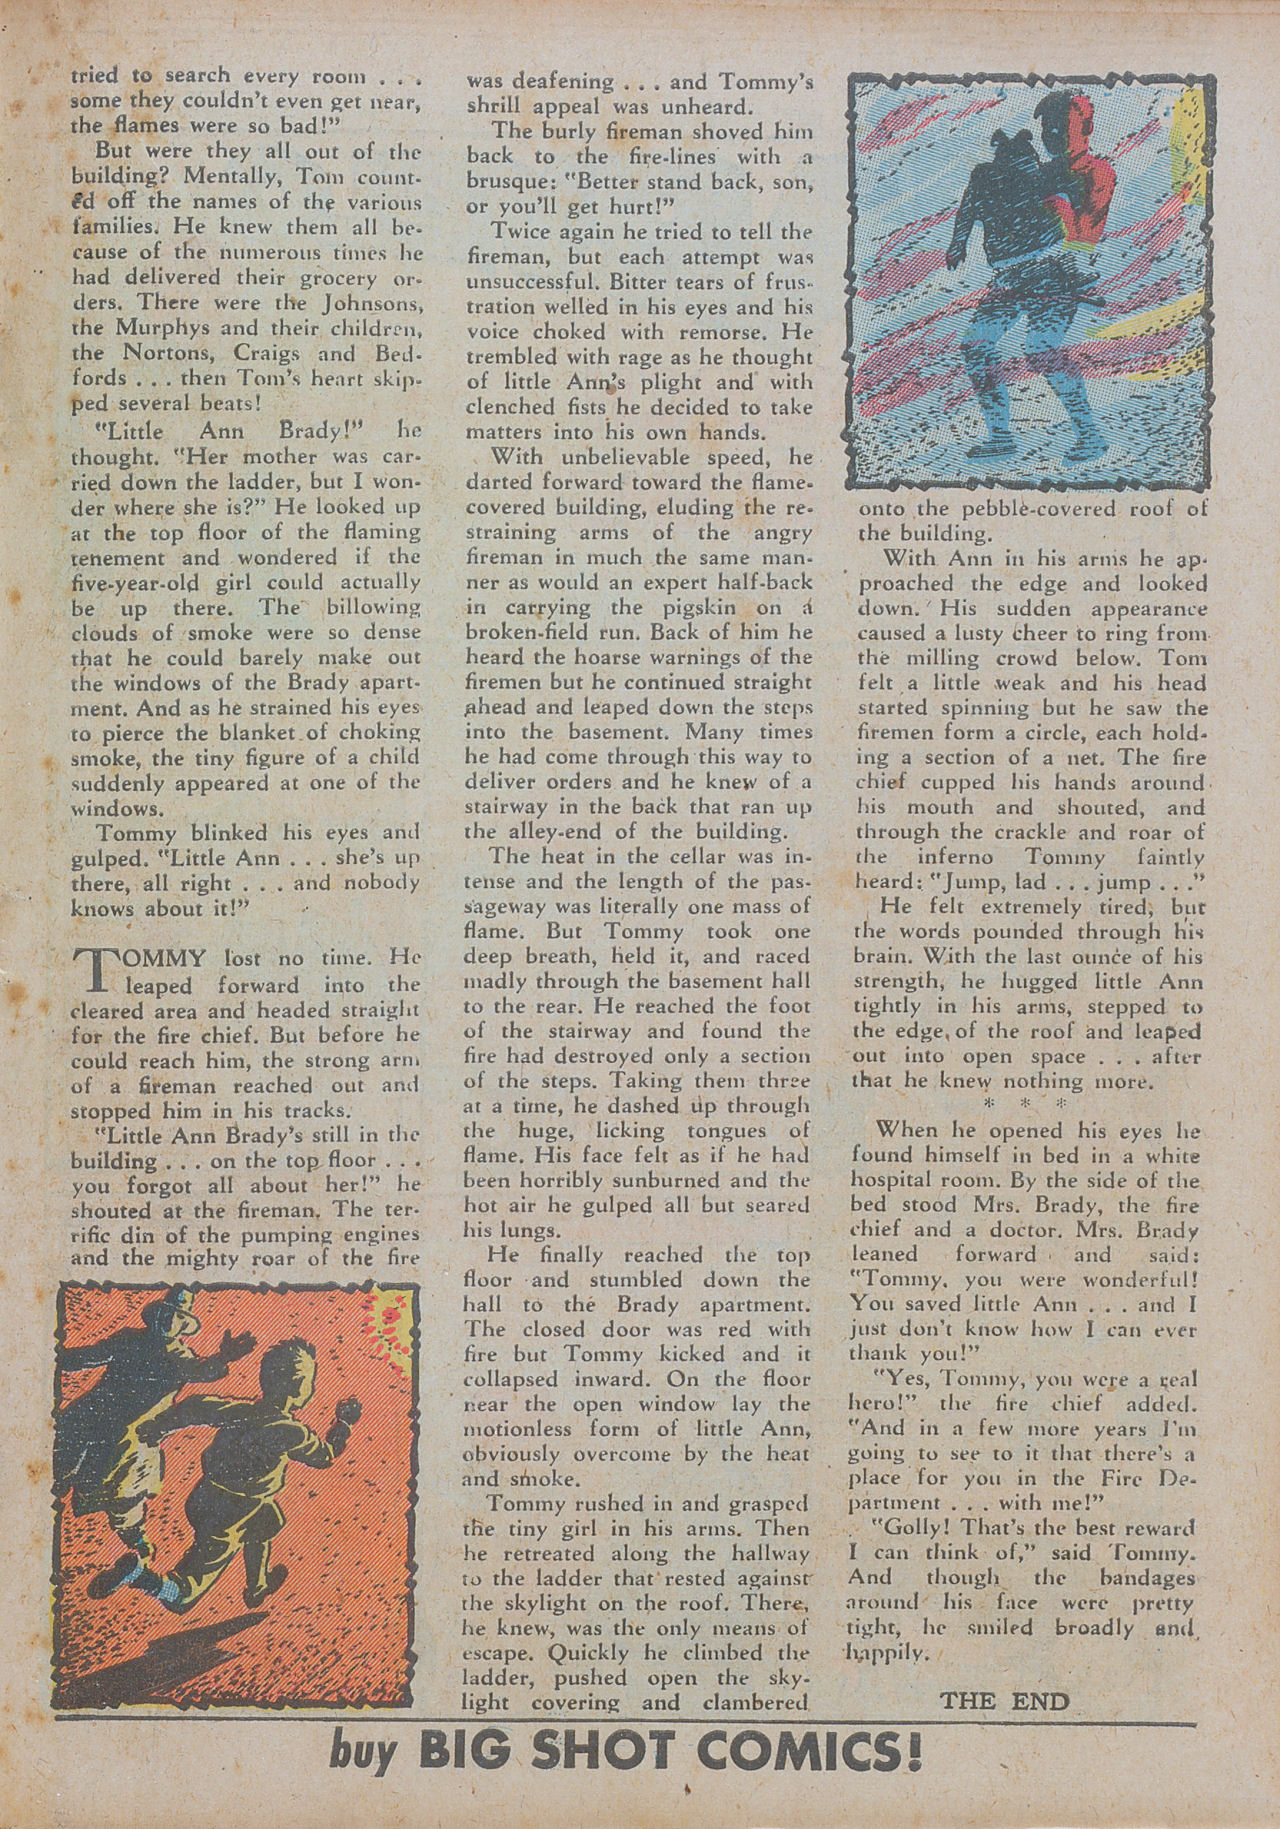 tried to search every room . . .
some they couldn't even get near,
the flames were so bad!"
But were they all out of the
building? Mentally, Tom count-
ed off the names of the various
families. He knew them all be-
cause of the numerous times he
had delivered their grocery or-
ders. There were the Johnsons,
the Murphys and their children,
the Nortons, Craigs and Bed-
fords . . . then Tom's heart skip-
ped several beats!
"Little Ann Brady!" he
thought. "Her mother was car-
ried down the ladder, but I won-
der where she is?" He looked up
at the top floor of the flaming
tenement and wondered if the
five-year-old girl could actually
be up there. The billowing
clouds of smoke were so dense
that he could barely make out
the windows of the Brady apart-
ment. And as he strained his eyes
to pierce the blanket of choking
smoke, the tiny figure of a child
suddenly appeared at one of the
windows.
Tommy blinked his eyes and
gulped. "Little Ann . . . she's up
there, all right . . . and nobody
knows about it!"
TOMMY lost no time. He
leaped forward into the
cleared area and headed straight
for the fire chief. But before he
could reach him, the strong arm
of a fireman reached out and
stopped him in his tracks.
"Little Ann Brady's still in the
building . . . on the top floor . . .
you forgot all about her!" he
shouted at the fireman. The ter-
rific din of the pumping engines
and the mighty roar of the fire
was deafening . . . and Tommy's
shrill appeal was unheard.
The burly fireman shoved him
back to the fire-lines with a
brusque: "Better stand back, son,
or you'll get hurt!"
Twice again he tried to tell the
fireman, but each attempt was
unsuccessful. Bitter tears of frus-
tration welled in his eyes and his
voice choked with remorse. He
trembled with rage as he thought
of little Ann's plight and with
clenched fists he decided to take
matters into his own hands.
With unbelievable speed, he
darted forward toward the flame-
covered building, eluding the re-
straining arms of the angry
fireman in much the same man-
ner as would an expert half-back
in carrying the pigskin on a
broken-field run. Back of him he
heard the hoarse warnings of the
firemen but he continued straight
ahead and leaped down the steps
into the basement. Many times
he had come through this way to
deliver orders and he knew of a
stairway in the back that ran up
the alley-end of the building.
The heat in the cellar was in-
tense and the length of the pas-
sageway was literally one mass of
flame. But Tommy took one
deep breath, held it, and raced
madly through the basement hall
to the rear. He reached the foot
of the stairway and found the
fire had destroyed only a section
of the steps. Taking them three
at a time, he dashed up through
the huge, licking tongues of
flame. His face felt as if he had
been horribly sunburned and the
hot air he gulped all but seared
his lungs.
He finally reached the top
floor and stumbled down the
hall to the Brady apartment.
The closed door was red with
fire but Tommy kicked and it
collapsed inward. On the floor
near the open window lay the
motionless form of little Ann,
obviously overcome by the heat
and smoke.
Tommy rushed in and grasped
the tiny girl in his arms. Then
he retreated along the hallway
to the ladder that rested against
the skylight on the roof. There,
he knew, was the only means of
escape. Quickly he climbed the
ladder, pushed open the sky-
light covering and clambered
onto the pebble-covered roof of
the building.
With Ann in his arms he ap-
proached the edge and looked
down. His sudden appearance
caused a lusty cheer to ring from
the milling crowd below. Tom
felt a little weak and his head
started spinning but he saw the
firemen form a circle, each hold-
ing a section of a net. The fire
chief cupped his hands around
his mouth and shouted, and
through the crackle and roar of
the inferno Tommy faintly
heard: "Jump, lad . . . jump . . ."
He felt extremely tired, but
the words pounded through his
brain. With the last ounce of his
strength, he hugged little Ann
tightly in his arms, stepped to
the edge of the roof and leaped
out into open space . . . after
that he knew nothing more.
* * *
When he opened his eyes he
found himself in bed in a white
hospital room. By the side of the
bed stood Mrs. Brady, the fire
chief and a doctor. Mrs. Brady
leaned forward and said:
"Tommy, you were wonderful!
You saved little Ann . . . and I
just don't know how I can ever
thank you!"
"Yes, Tommy, you were a real
hero!" the fire chief added.
"And in a few more years I'm
going to see to it that there's a
place for you in the Fire De-
partment . . . with me!"
"Golly! That's the best reward
I can think of," said Tommy.
And though the bandages
around his face were pretty
tight, he smiled broadly and
happily.
THE END
buy BIG SHOT COMICS!